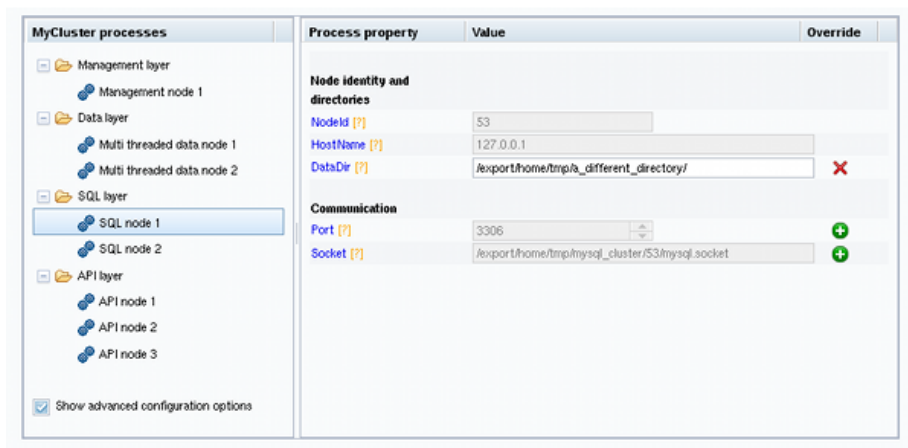 MyCluster processes
Management layer
Management node 1
Data layer
Multi threaded data node 1
Multi threaded data node 2
SQL layer
SQL node 1
SQL node 2
API layer
API node 1
API node 2
API node 3
Show advanced configuration options
Process property Value Override
Node identity and
directories
NodeId [?] 53
HostName [?] 127.0.0.1
DataDir [?] /export/home/tmp/a_different_directory/
Communication
Port [?] 3306
Socket [?] /export/home/tmp/mysql_cluster/53/mysql.socket